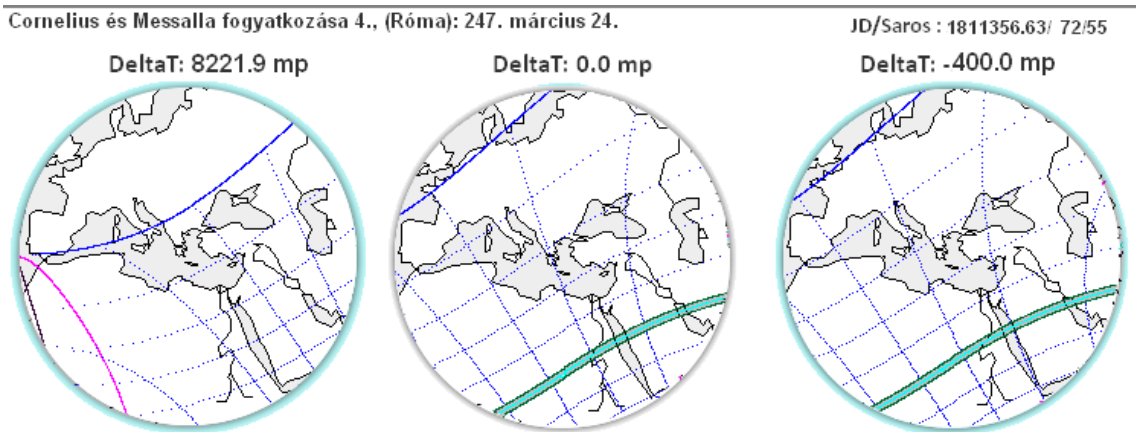 Cornelius és Messalla fogyatkozása 4., (Róma): 247. március 24.
JD/Saros : 1811356.63/ 72/55
DeltaT: 8221.9 mp
DeltaT: 0.0 mp
DeltaT: -400.0 mp